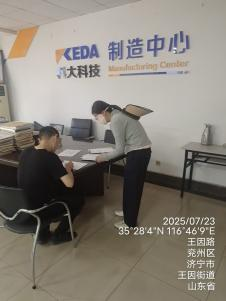 KEDA 制造中心
大科技 Manufacturing Center
2025/07/23
35°28'4"N 116°46'9"E
王因路
兖州区
济宁市
王因街道
山东省